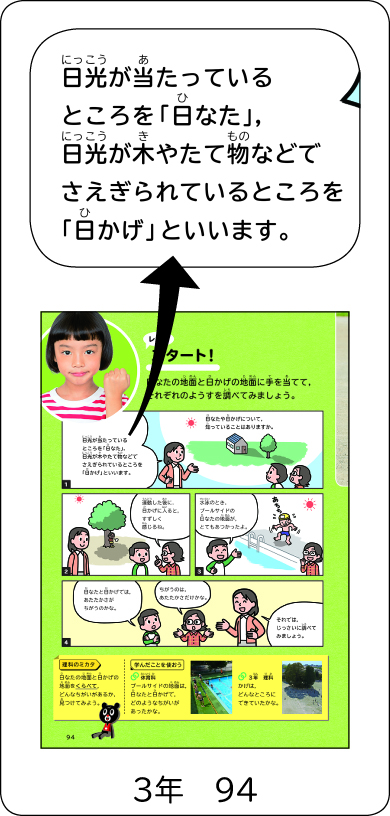 日光が当たっている
ところを「日なた」,
日光が木やたて物などで
さえぎられているところを
「日かげ」といいます。
タート!
なたの地面と日かげの地面に手を当てて,
それぞれのようすを調べてみましょう。
日光が当たっている
ところを「日なた」,
日光が木やたて物などで
さえぎられているところを
「日かげ」といいます。
日なたや日かげについて,
知っていることはありますか。
1
運動した後に,
日かげに入ると,
すずしく
感じるね。
2
水泳のとき,
プールサイドの
日なたの地面が,
とてもあつかったよ。
あちち
3
日なたと日かげでは,
あたたかさが
ちがうのかな。
ちがうのは,
あたたかさだけかな。
それでは,
じっさいに調べて
みましょう。
4
理科のミカタ
日なたの地面と日かげの
地面をくらべて,
どんなちがいがあるか,
見つけてみよう。
学んだことを使おう
体育科
プールサイドの地面は,
日なたと日かげで,
どのようなちがいが
あったかな。
3年 理科
かげは,
どんなところに
できていたかな。
94
3年 94